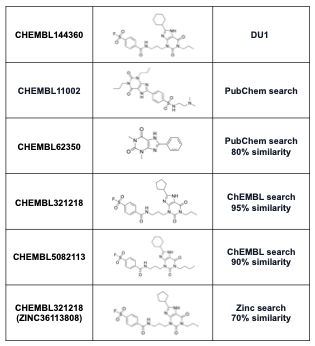 CHEMBL144360
DU1
CHEMBL11002
PubChem search
CHEMBL62350
PubChem search
80% similarity
CHEMBL321218
ChEMBL search
95% similarity
CHEMBL5082113
ChEMBL search
90% similarity
CHEMBL321218
(ZINC36113808)
Zinc search
70% similarity